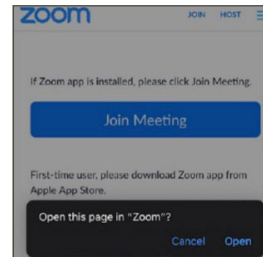 zoom JOIN HOST
If Zoom app is installed, please click Join Meeting.
Join Meeting
First-time user, please download Zoom app from
Apple App Store.
Open this page in "Zoom"?
Cancel Open